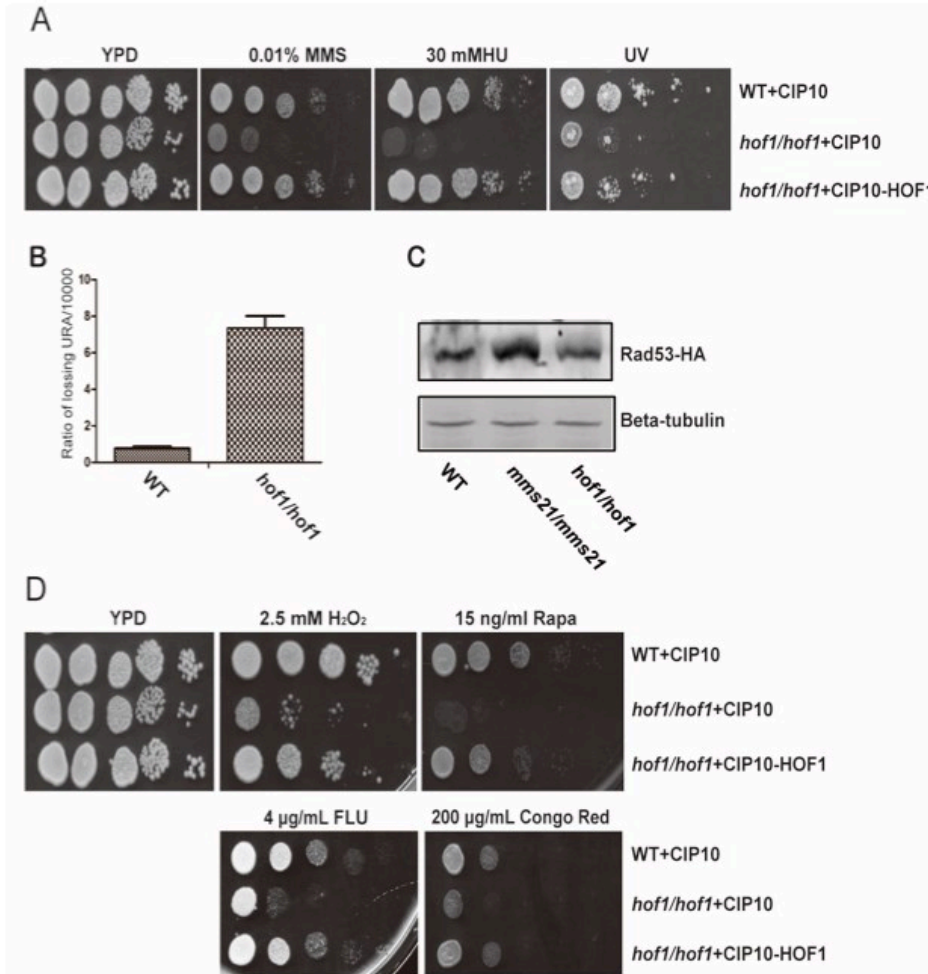 A
YPD 0.01% MMS 30 mMHU UV
WT+CIP10
hof1/hof1+CIP10
hof1/hof1+CIP10-HOF1
B
Ratio of lossing URA/10000
10
8
6
4
2
0
WT
hof1/hof1
C
Rad53-HA
Beta-tubulin
WT
mms21/mms21
hof1/hof1
D
YPD 2.5 mM H₂O₂ 15 ng/ml Rapa
WT+CIP10
hof1/hof1+CIP10
hof1/hof1+CIP10-HOF1
4 µg/mL FLU 200 µg/mL Congo Red
WT+CIP10
hof1/hof1+CIP10
hof1/hof1+CIP10-HOF1